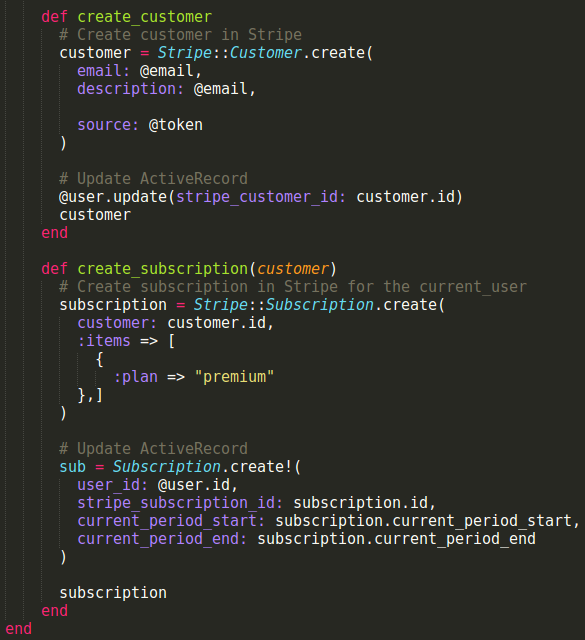 def create_customer
# Create customer in Stripe
customer = Stripe::Customer.create(
email: @email,
description: @email,
source: @token
)
# Update ActiveRecord
@user.update(stripe_customer_id: customer.id)
customer
end
def create_subscription(customer)
# Create subscription in Stripe for the current_user
subscription = Stripe::Subscription.create(
customer: customer.id,
:items => [
{
:plan => "premium"
},]
)
# Update ActiveRecord
sub = Subscription.create!(
user_id: @user.id,
stripe_subscription_id: subscription.id,
current_period_start: subscription.current_period_start,
current_period_end: subscription.current_period_end
)
subscription
end
end